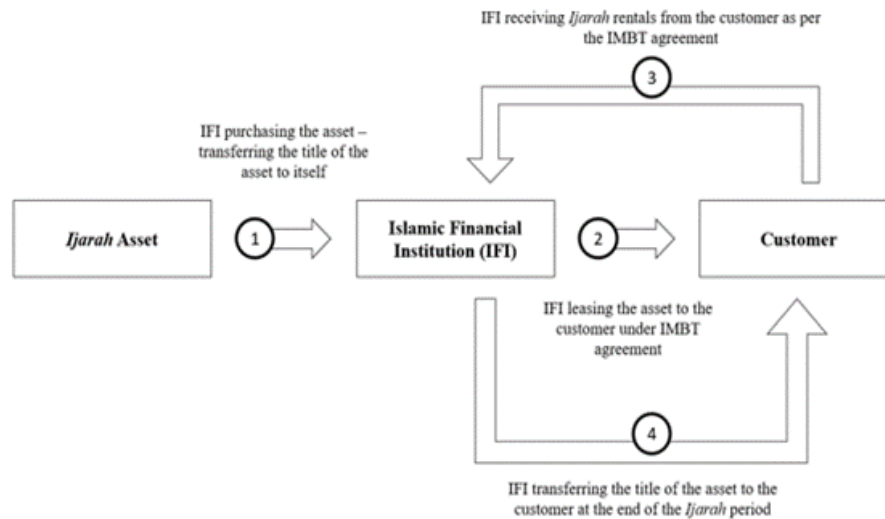 IFI receiving Ijarah rentals from the customer as per
the IMBT agreement
3
IFI purchasing the asset –
transferring the title of the
asset to itself
Ijarah Asset
1
Islamic Financial
Institution (IFI)
2
Customer
IFI leasing the asset to the
customer under IMBT
agreement
4
IFI transferring the title of the asset to the
customer at the end of the Ijarah period